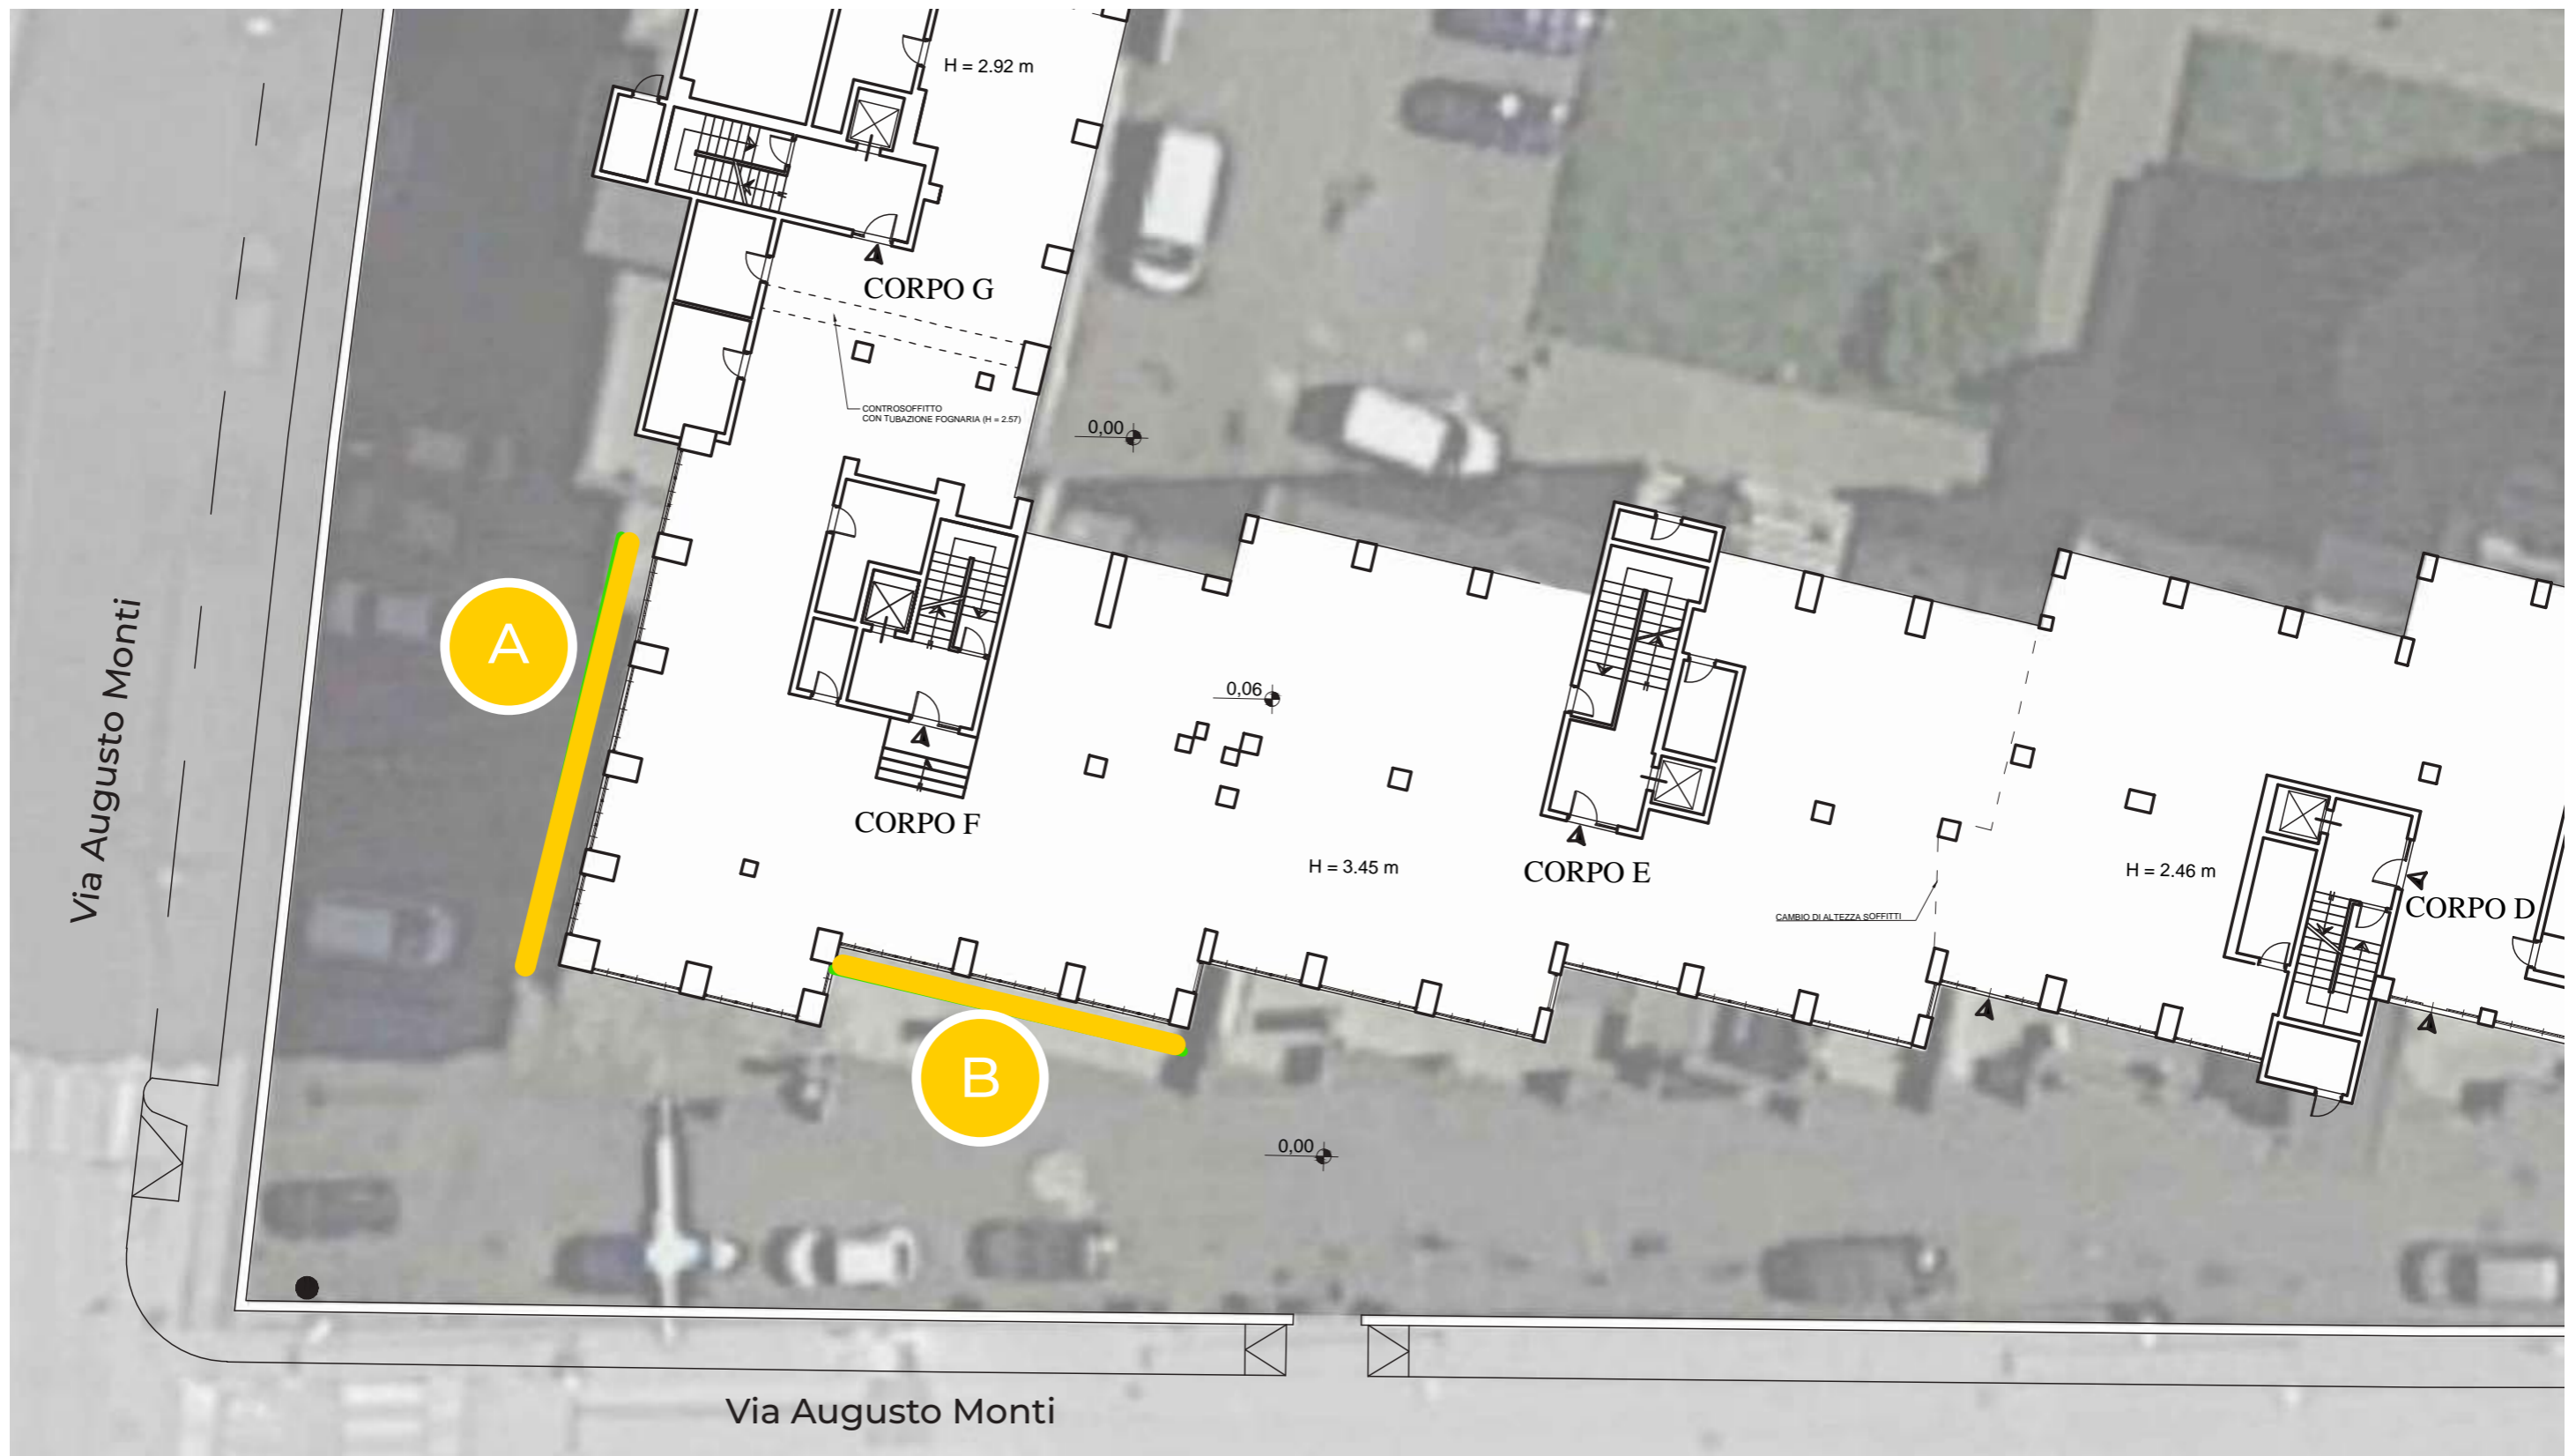 H = 2.92 m
CORPO G
CONTROSOFFITTO
CON TUBAZIONE FOGNARIA (H = 2.57)
0,00
A
Via Augusto Monti
0,06
CORPO F
H = 3.45 m
CORPO E
H = 2.46 m
CORPO D
CAMBIO DI ALTEZZA SOFFITTI
B
0,00
Via Augusto Monti